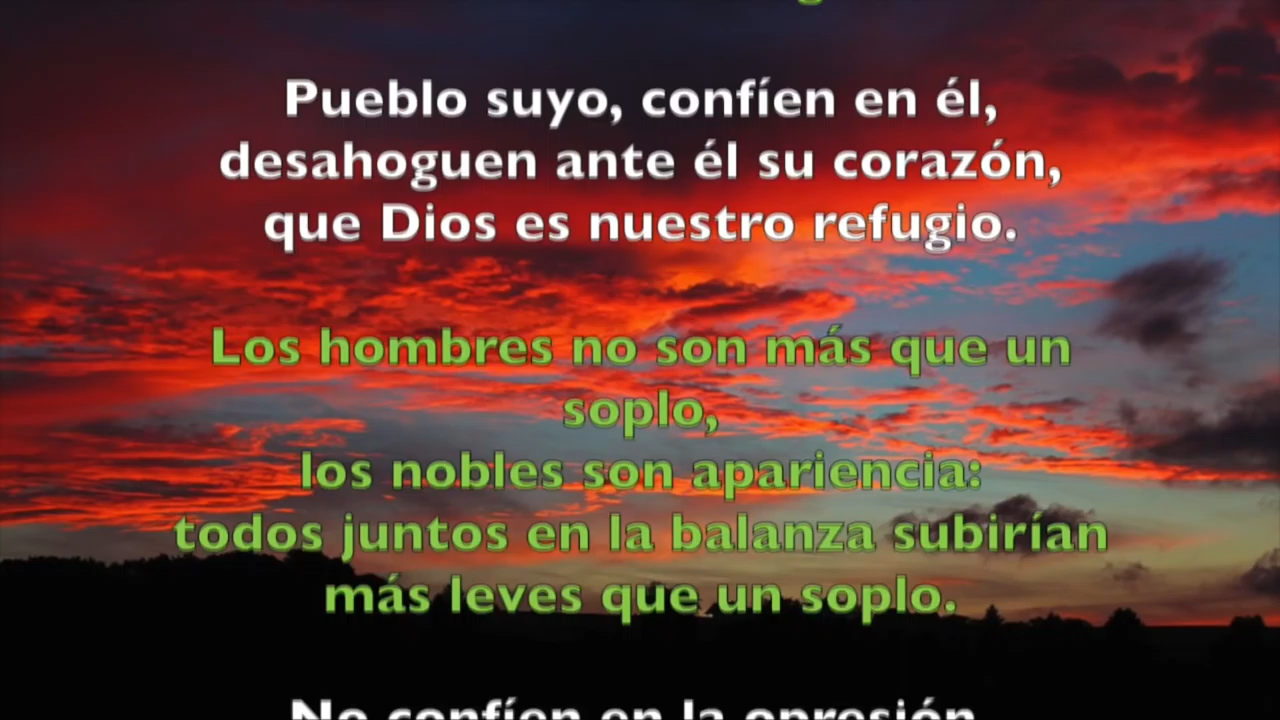 Pueblo suyo, confíen en él,
desahoguen ante él su corazón,
que Dios es nuestro refugio.
Los hombres no son más que un
soplo,
los nobles son apariencia:
todos juntos en la balanza subirían
más leves que un soplo.
No confíen en la opresión